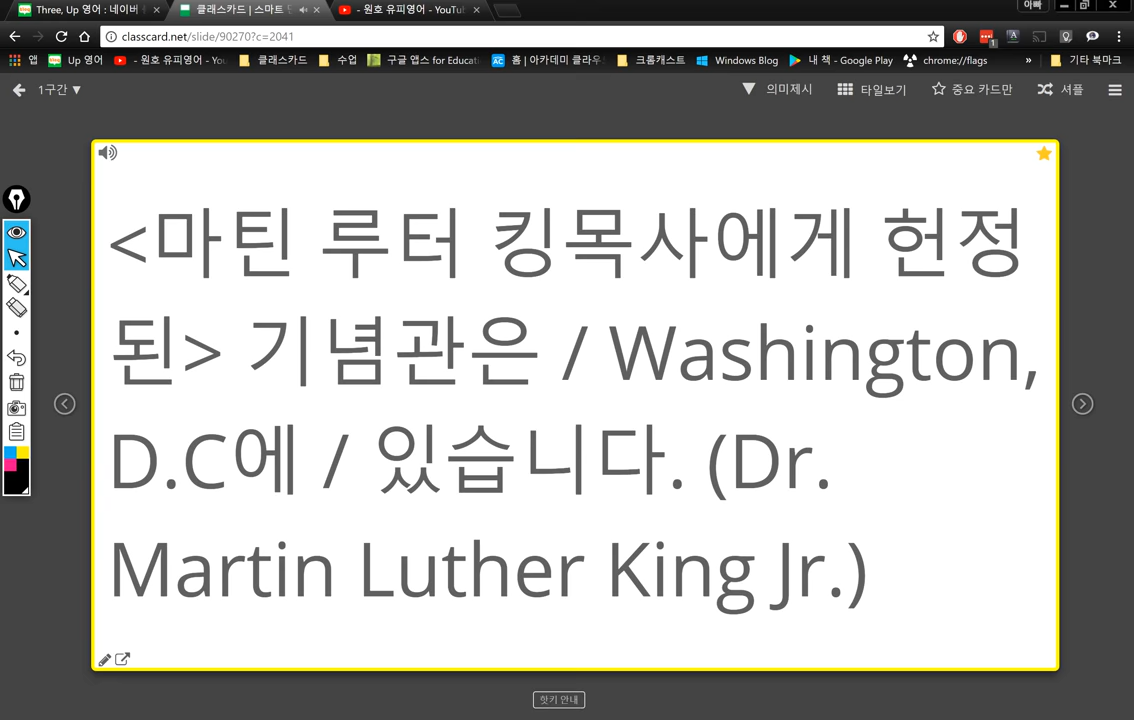 Three, Up 영어 : 네이버
클래스카드 | 스마트
- 원호 유피영어 - YouTu
아빠
classcard.net/slide/90270?c=2041
앱
Up 영어
- 원호 유피영어 - You
클래스카드
수업
구글 앱스 for Educati
홈 | 아카데미 클라우
크롬캐스트
Windows Blog
내 책 - Google Play
chrome://flags
»
기타 북마크
1구간 ▼
의미제시
타일보기
중요 카드만
셔플
<마틴 루터 킹목사에게 헌정
된> 기념관은 / Washington,
D.C에 / 있습니다. (Dr.
Martin Luther King Jr.)
핫키 안내